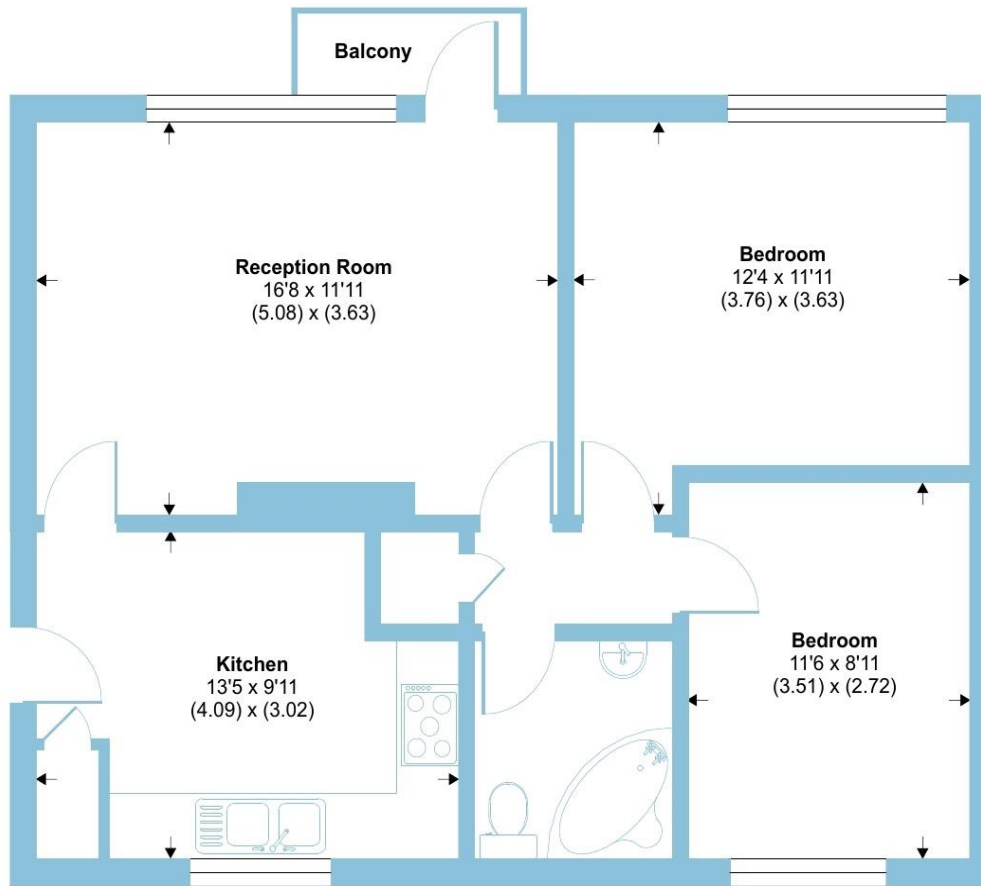 Balcony
Reception Room
16'8 x 11'11
(5.08) x (3.63)
Bedroom
12'4 x 11'11
(3.76) x (3.63)
Kitchen
13'5 x 9'11
(4.09) x (3.02)
Bedroom
11'6 x 8'11
(3.51) x (2.72)